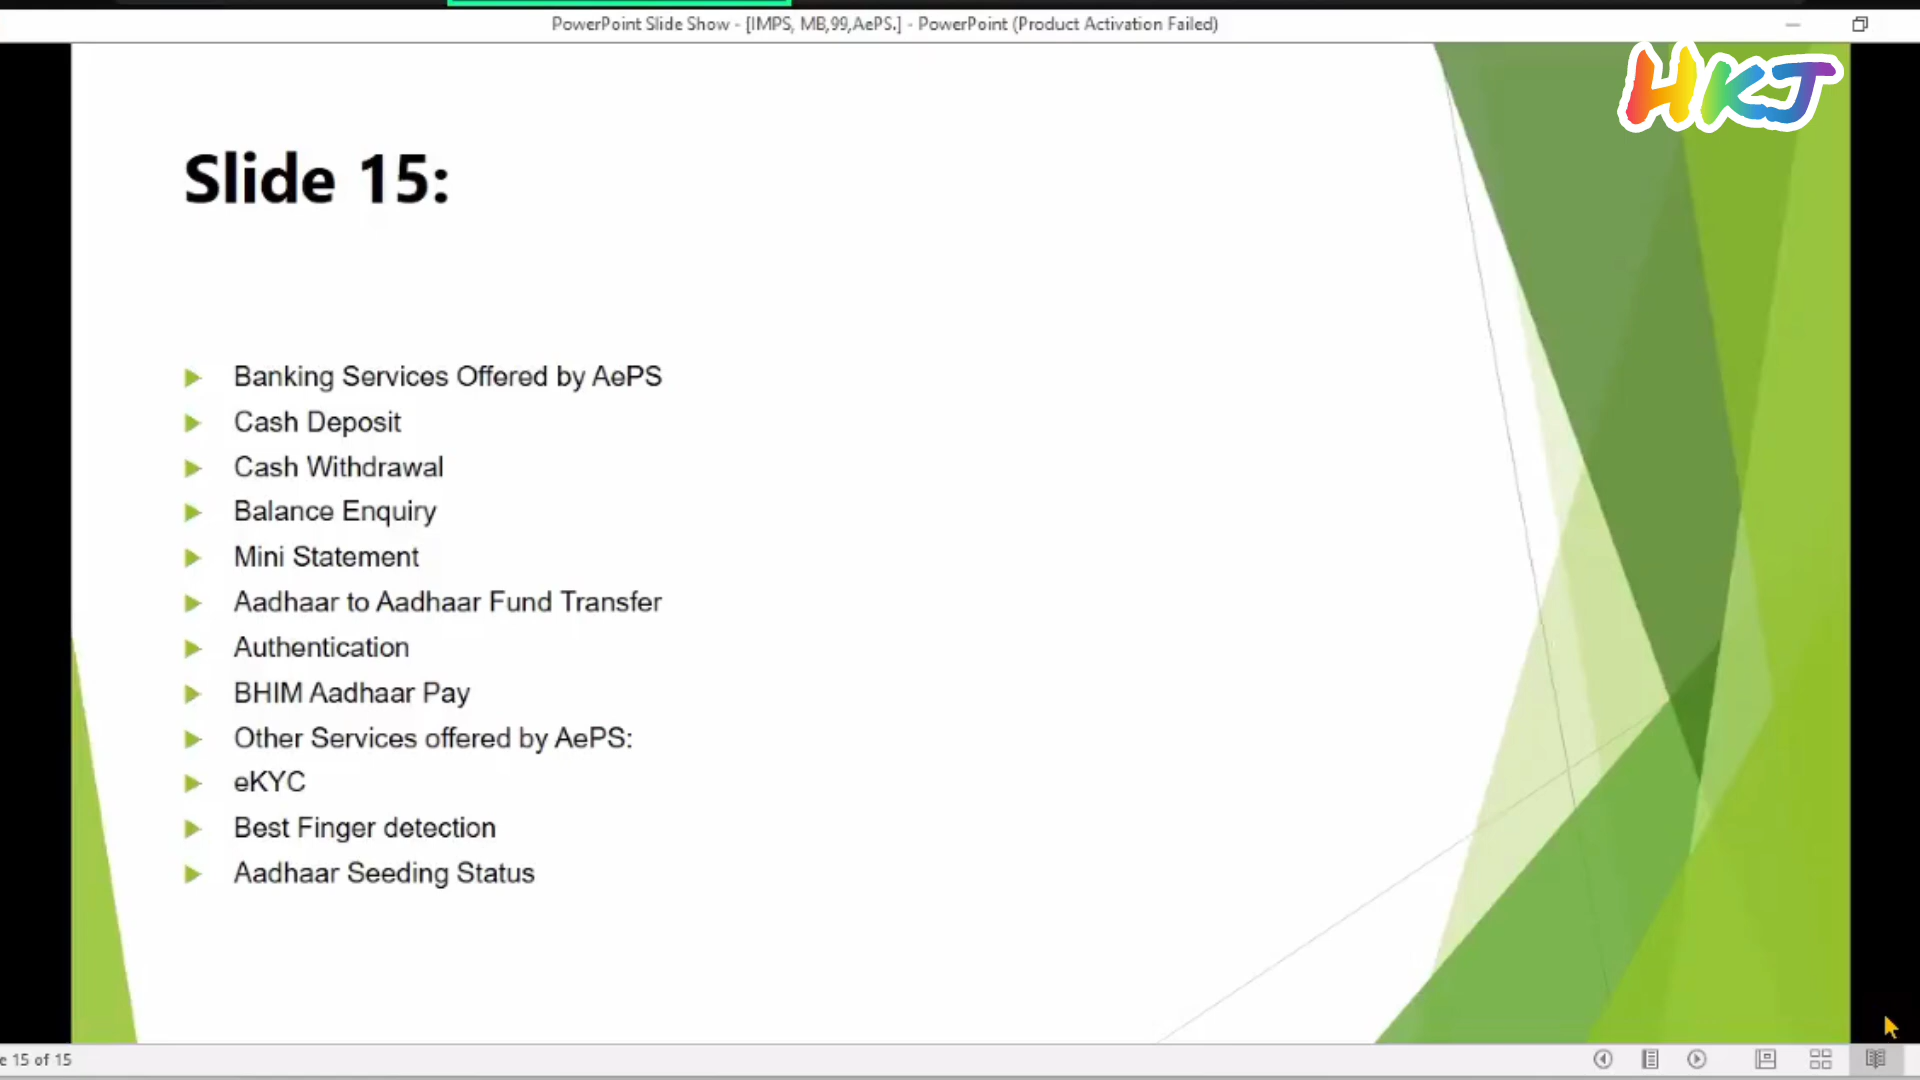 PowerPoint Slide Show - [IMPS, MB,99,AePS.] - PowerPoint (Product Activation Failed)
HKJ
Slide 15:
Banking Services Offered by AePS
Cash Deposit
Cash Withdrawal
Balance Enquiry
Mini Statement
Aadhaar to Aadhaar Fund Transfer
Authentication
BHIM Aadhaar Pay
Other Services offered by AePS:
eKYC
Best Finger detection
Aadhaar Seeding Status
e 15 of 15